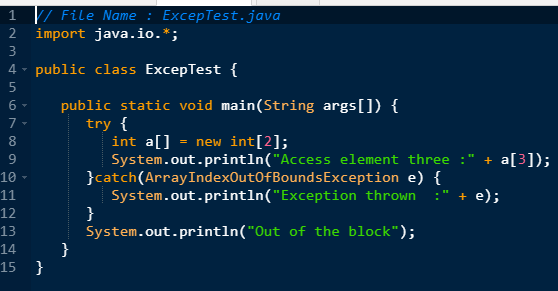 1 // File Name : ExcepTest.java
2 import java.io.*;
3
4 public class ExcepTest {
5
6    public static void main(String args[]) {
7       try {
8          int a[] = new int[2];
9          System.out.println("Access element three :" + a[3]);
10       }catch(ArrayIndexOutOfBoundsException e) {
11          System.out.println("Exception thrown  :" + e);
12       }
13       System.out.println("Out of the block");
14    }
15 }